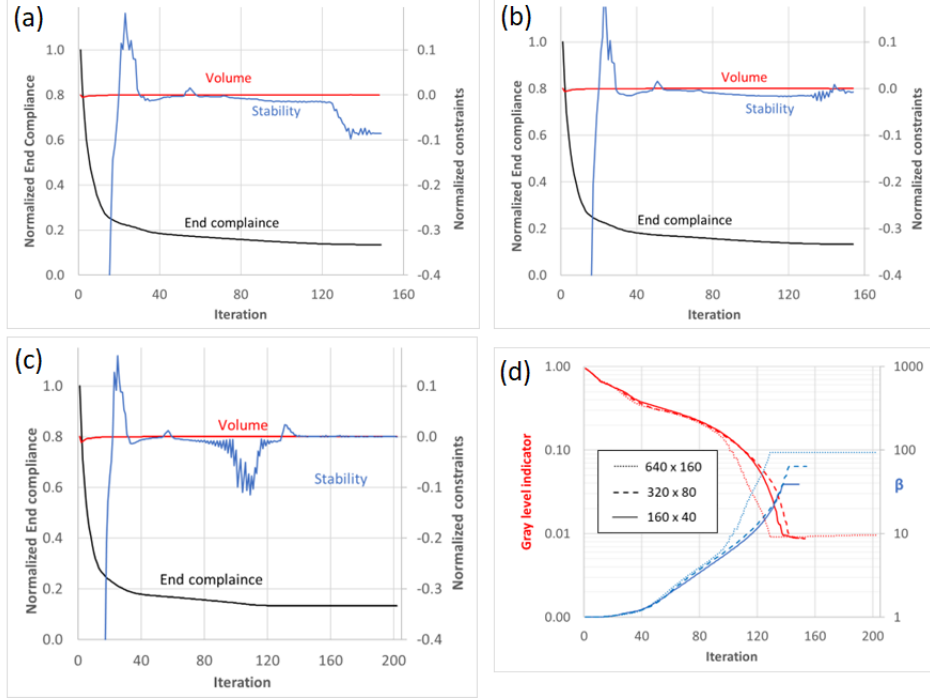 (a)
Normalized End Compliance
1.0
0.8
0.6
0.4
0.2
0.0
0.1
0.0
-0.1
-0.2
-0.3
-0.4
Normalized constraints
Volume
Stability
End complaince
0
40
80
120
160
Iteration
(b)
Normalized End compliance
1.0
0.8
0.6
0.4
0.2
0.0
0.1
0.0
-0.1
-0.2
-0.3
-0.4
Normalized constraints
Volume
Stability
End complaince
0
40
80
120
160
Iteration
(c)
Normalized End compliance
1.0
0.8
0.6
0.4
0.2
0.0
0.1
0.0
-0.1
-0.2
-0.3
-0.4
Normalized constraints
Volume
Stability
End complaince
0
40
80
120
160
200
Iteration
(d)
Gray level indicator
1.00
0.10
0.01
0.00
1000
100
10
1
β
640 x 160
320 x 80
160 x 40
0
40
80
120
160
200
Iteration